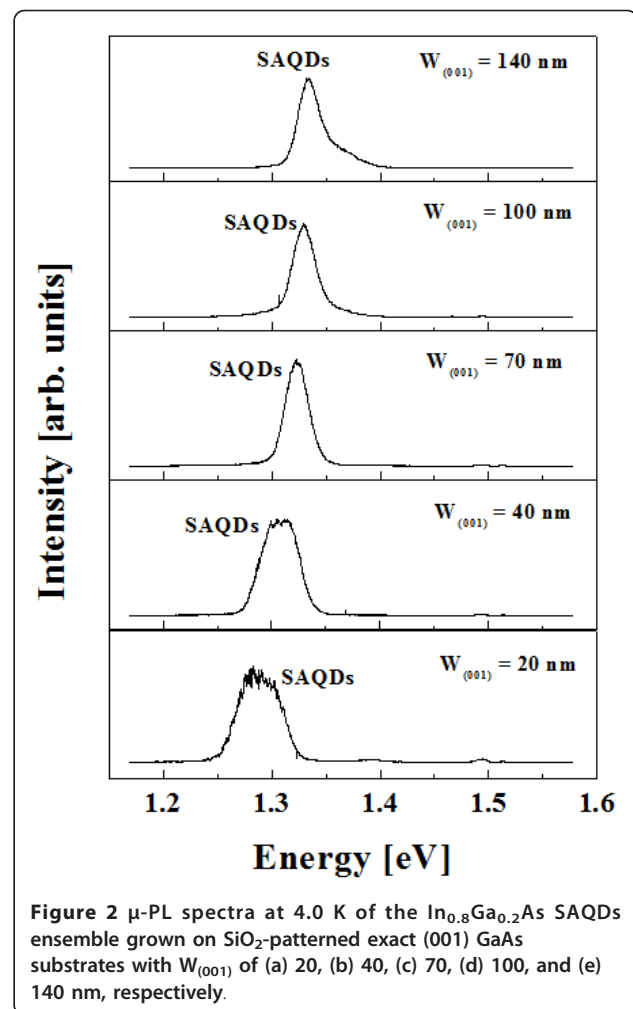 SAQDs
W(001) = 140 nm
SAQDs
W(001) = 100 nm
SAQDs
W(001) = 70 nm
SAQDs
W(001) = 40 nm
SAQDs
W(001) = 20 nm
Intensity [arb. units]
1.2 1.3 1.4 1.5 1.6
Energy [eV]
Figure 2 μ-PL spectra at 4.0 K of the In0.8Ga0.2As SAQDs
ensemble grown on SiO2-patterned exact (001) GaAs
substrates with W(001) of (a) 20, (b) 40, (c) 70, (d) 100, and (e)
140 nm, respectively.